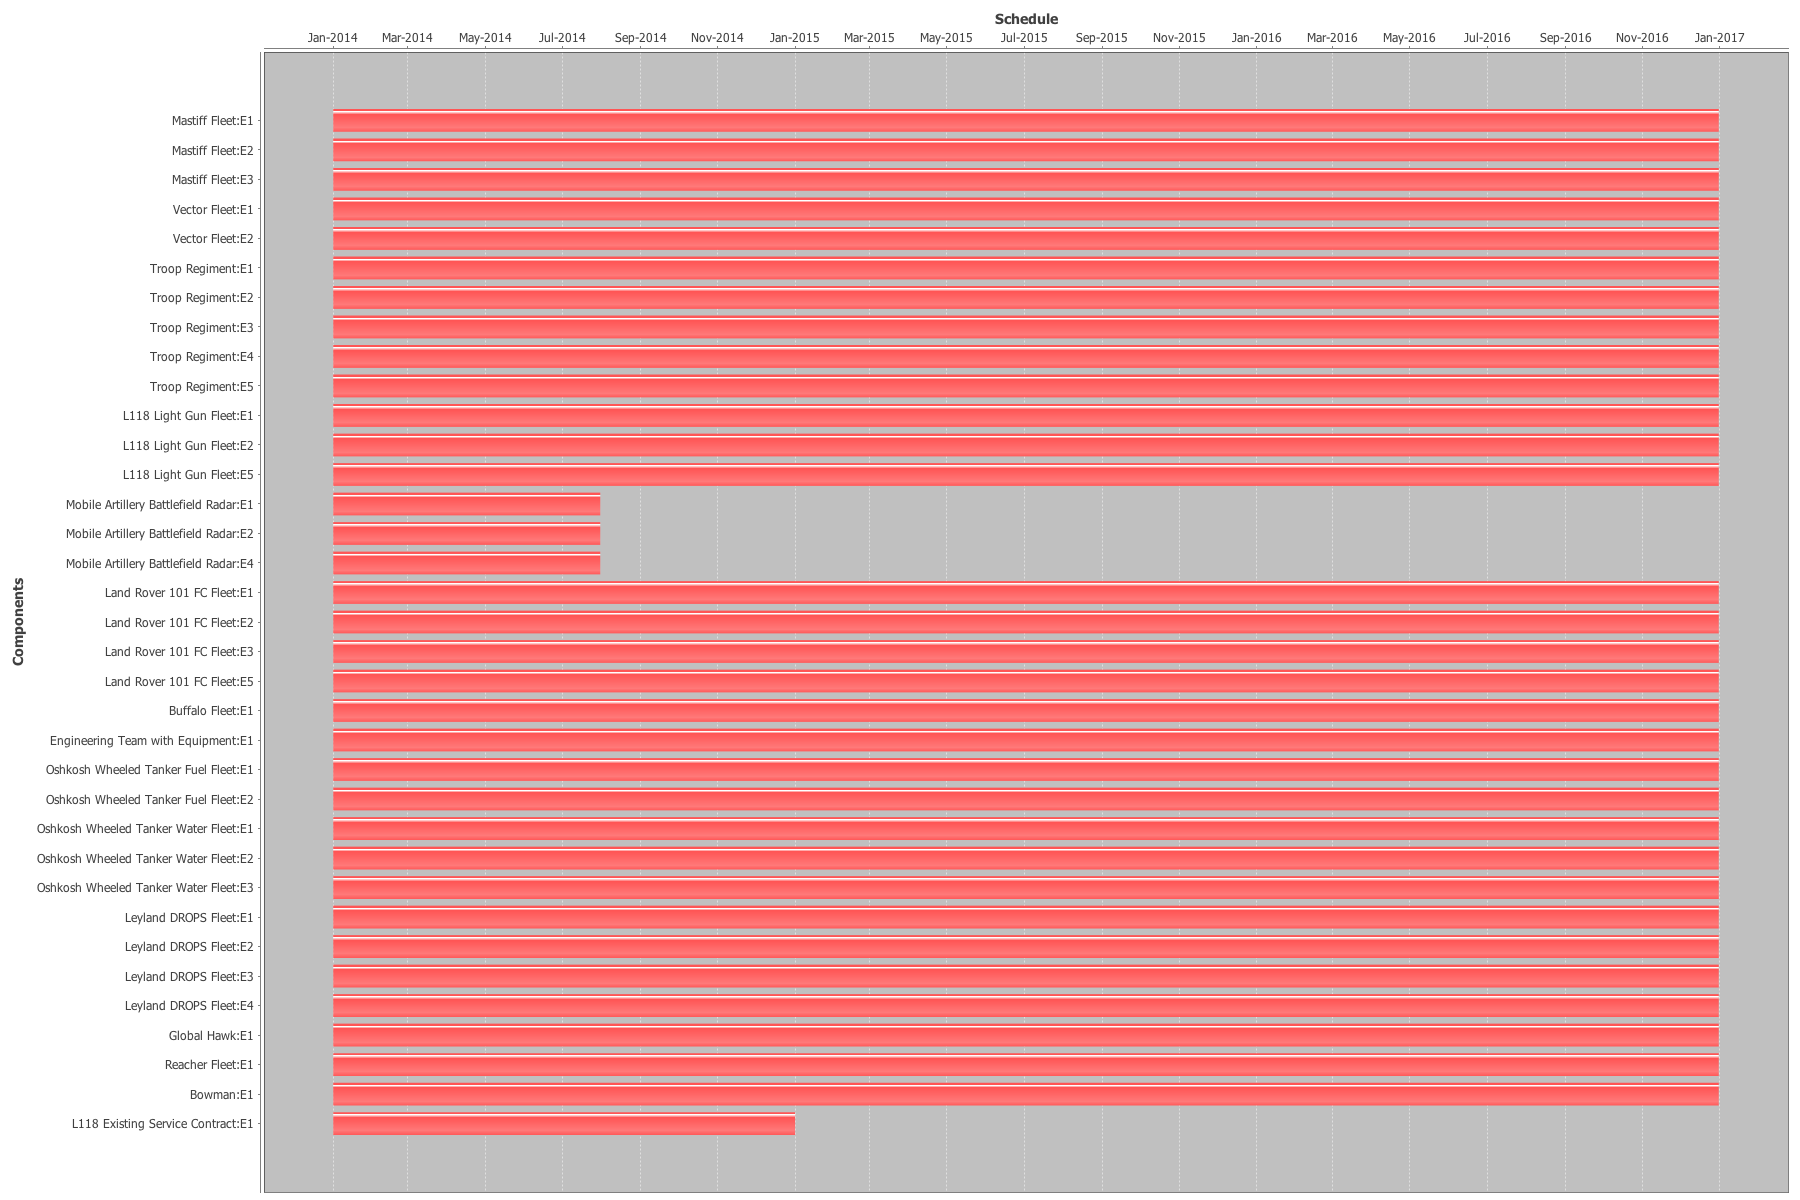 Schedule
Jan-2014 Mar-2014 May-2014 Jul-2014 Sep-2014 Nov-2014 Jan-2015 Mar-2015 May-2015 Jul-2015 Sep-2015 Nov-2015 Jan-2016 Mar-2016 May-2016 Jul-2016 Sep-2016 Nov-2016 Jan-2017
Components
Mastiff Fleet:E1
Mastiff Fleet:E2
Mastiff Fleet:E3
Vector Fleet:E1
Vector Fleet:E2
Troop Regiment:E1
Troop Regiment:E2
Troop Regiment:E3
Troop Regiment:E4
Troop Regiment:E5
L118 Light Gun Fleet:E1
L118 Light Gun Fleet:E2
L118 Light Gun Fleet:E5
Mobile Artillery Battlefield Radar:E1
Mobile Artillery Battlefield Radar:E2
Mobile Artillery Battlefield Radar:E4
Land Rover 101 FC Fleet:E1
Land Rover 101 FC Fleet:E2
Land Rover 101 FC Fleet:E3
Land Rover 101 FC Fleet:E5
Buffalo Fleet:E1
Engineering Team with Equipment:E1
Oshkosh Wheeled Tanker Fuel Fleet:E1
Oshkosh Wheeled Tanker Fuel Fleet:E2
Oshkosh Wheeled Tanker Water Fleet:E1
Oshkosh Wheeled Tanker Water Fleet:E2
Oshkosh Wheeled Tanker Water Fleet:E3
Leyland DROPS Fleet:E1
Leyland DROPS Fleet:E2
Leyland DROPS Fleet:E3
Leyland DROPS Fleet:E4
Global Hawk:E1
Reacher Fleet:E1
Bowman:E1
L118 Existing Service Contract:E1